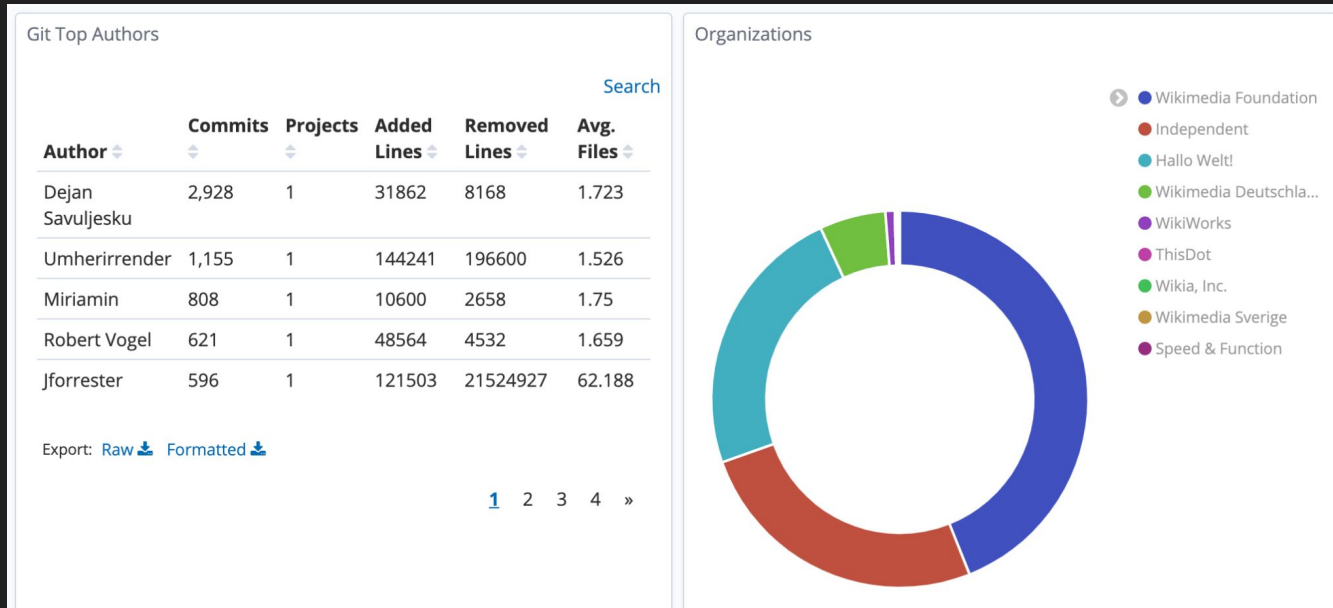 Git Top Authors
Search
Author Commits Projects Added Lines Removed Lines Avg. Files
Dejan Savuljesku 2,928 1 31862 8168 1.723
Umherirrender 1,155 1 144241 196600 1.526
Miriamin 808 1 10600 2658 1.75
Robert Vogel 621 1 48564 4532 1.659
Jforrester 596 1 121503 21524927 62.188
Export: Raw Formatted
1 2 3 4 »
Organizations
Wikimedia Foundation
Independent
Hallo Welt!
Wikimedia Deutschla...
WikiWorks
ThisDot
Wikia, Inc.
Wikimedia Sverige
Speed & Function